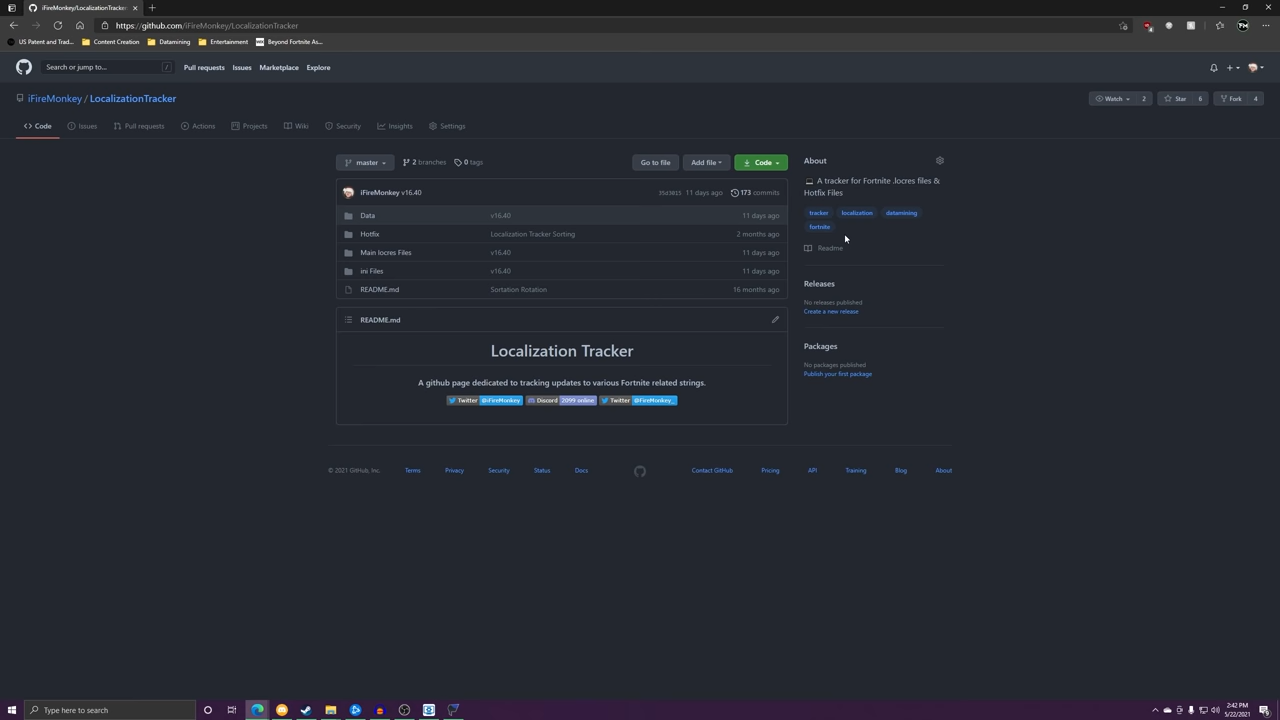 iFireMonkey/LocalizationTracker:
https://github.com/iFireMonkey/LocalizationTracker
US Patent and Trad... Content Creation Datamining Entertainment Beyond Fortnite As...
Search or jump to... /
Pull requests Issues Marketplace Explore
iFireMonkey / LocalizationTracker
Watch 2 Star 6 Fork 4
Code Issues Pull requests Actions Projects Wiki Security Insights Settings
master 2 branches 0 tags Go to file Add file Code
iFireMonkey v16.40 11 days ago 173 commits
Data v16.40 11 days ago
Hotfix Localization Tracker Sorting 2 months ago
Main locres Files v16.40 11 days ago
ini Files v16.40 11 days ago
README.md Sortation Rotation 16 months ago
README.md
Localization Tracker
A github page dedicated to tracking updates to various Fortnite related strings.
Twitter @iFireMonkey Discord 2099 online Twitter @FireMonkey_
About
A tracker for Fortnite .locres files &
Hotfix Files
tracker localization datamining
fortnite
Readme
Releases
No releases published
Create a new release
Packages
No packages published
Publish your first package
© 2021 GitHub, Inc. Terms Privacy Security Status Docs Contact GitHub Pricing API Training Blog About
Type here to search
2:42 PM
5/22/2021